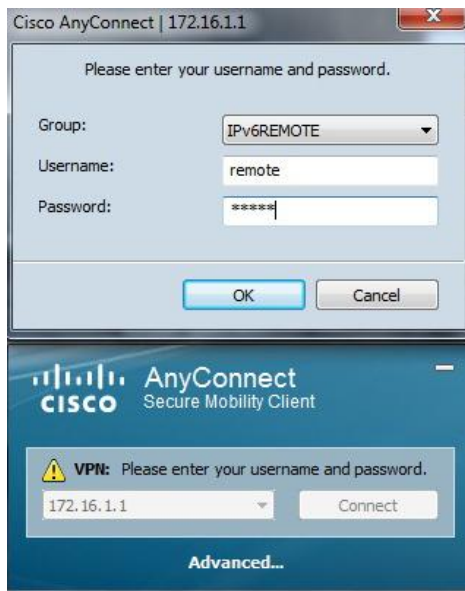 Cisco AnyConnect | 172.16.1.1
Please enter your username and password.
Group: IPv6REMOTE
Username: remote
Password: *****
OK Cancel
CISCO
AnyConnect
Secure Mobility Client
VPN: Please enter your username and password.
172.16.1.1 Connect
Advanced...